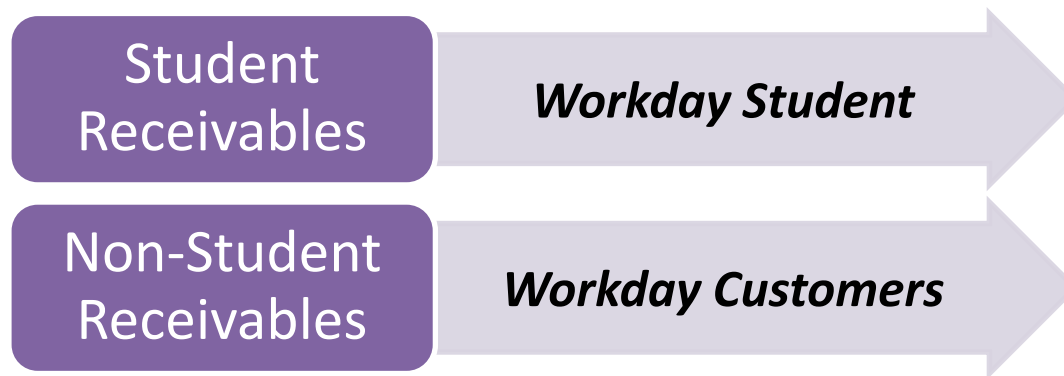 Student
Receivables
Workday Student
Non-Student
Receivables
Workday Customers